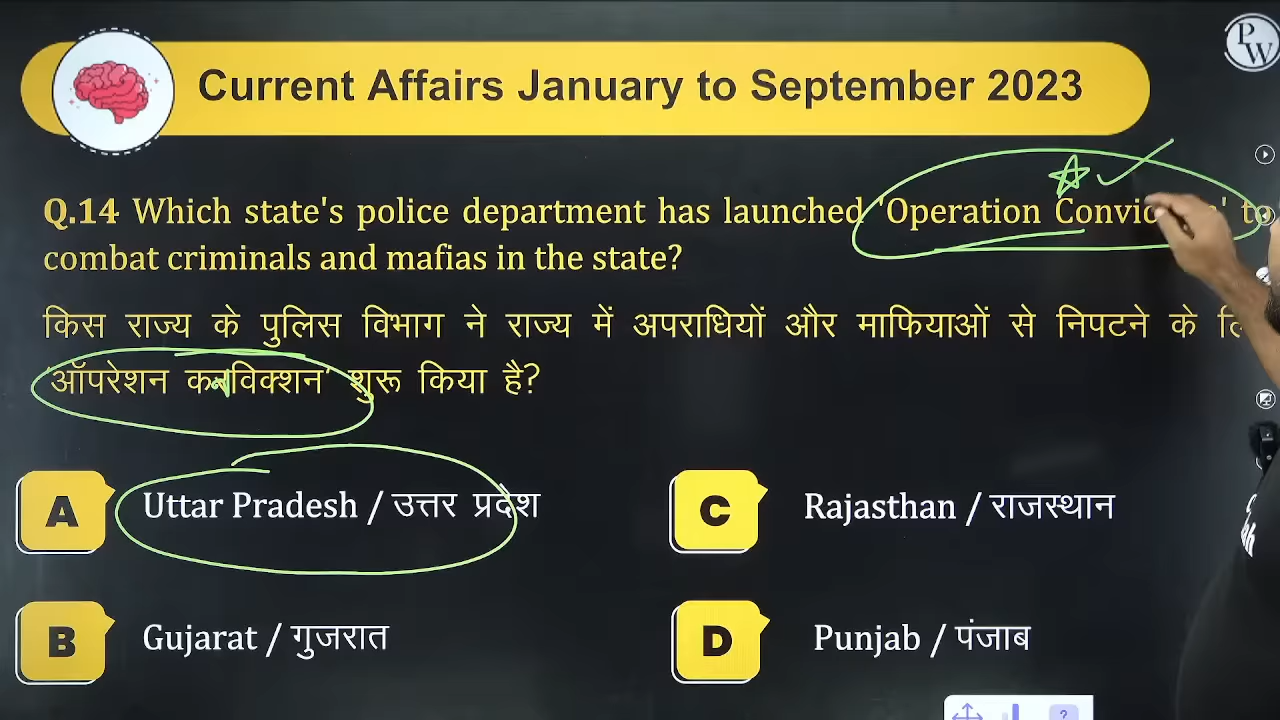 PW
Current Affairs January to September 2023
Q.14 Which state's police department has launched 'Operation to
combat criminals and mafias in the state?
किस राज्य के पुलिस विभाग ने राज्य में अपराधियों और माफियाओं से निपटने के
'ऑपरेशन कनविक्शन' शुरू किया है?
A Uttar Pradesh / उत्तर प्रदेश
C Rajasthan / राजस्थान
B Gujarat / गुजरात
D Punjab / पंजाब